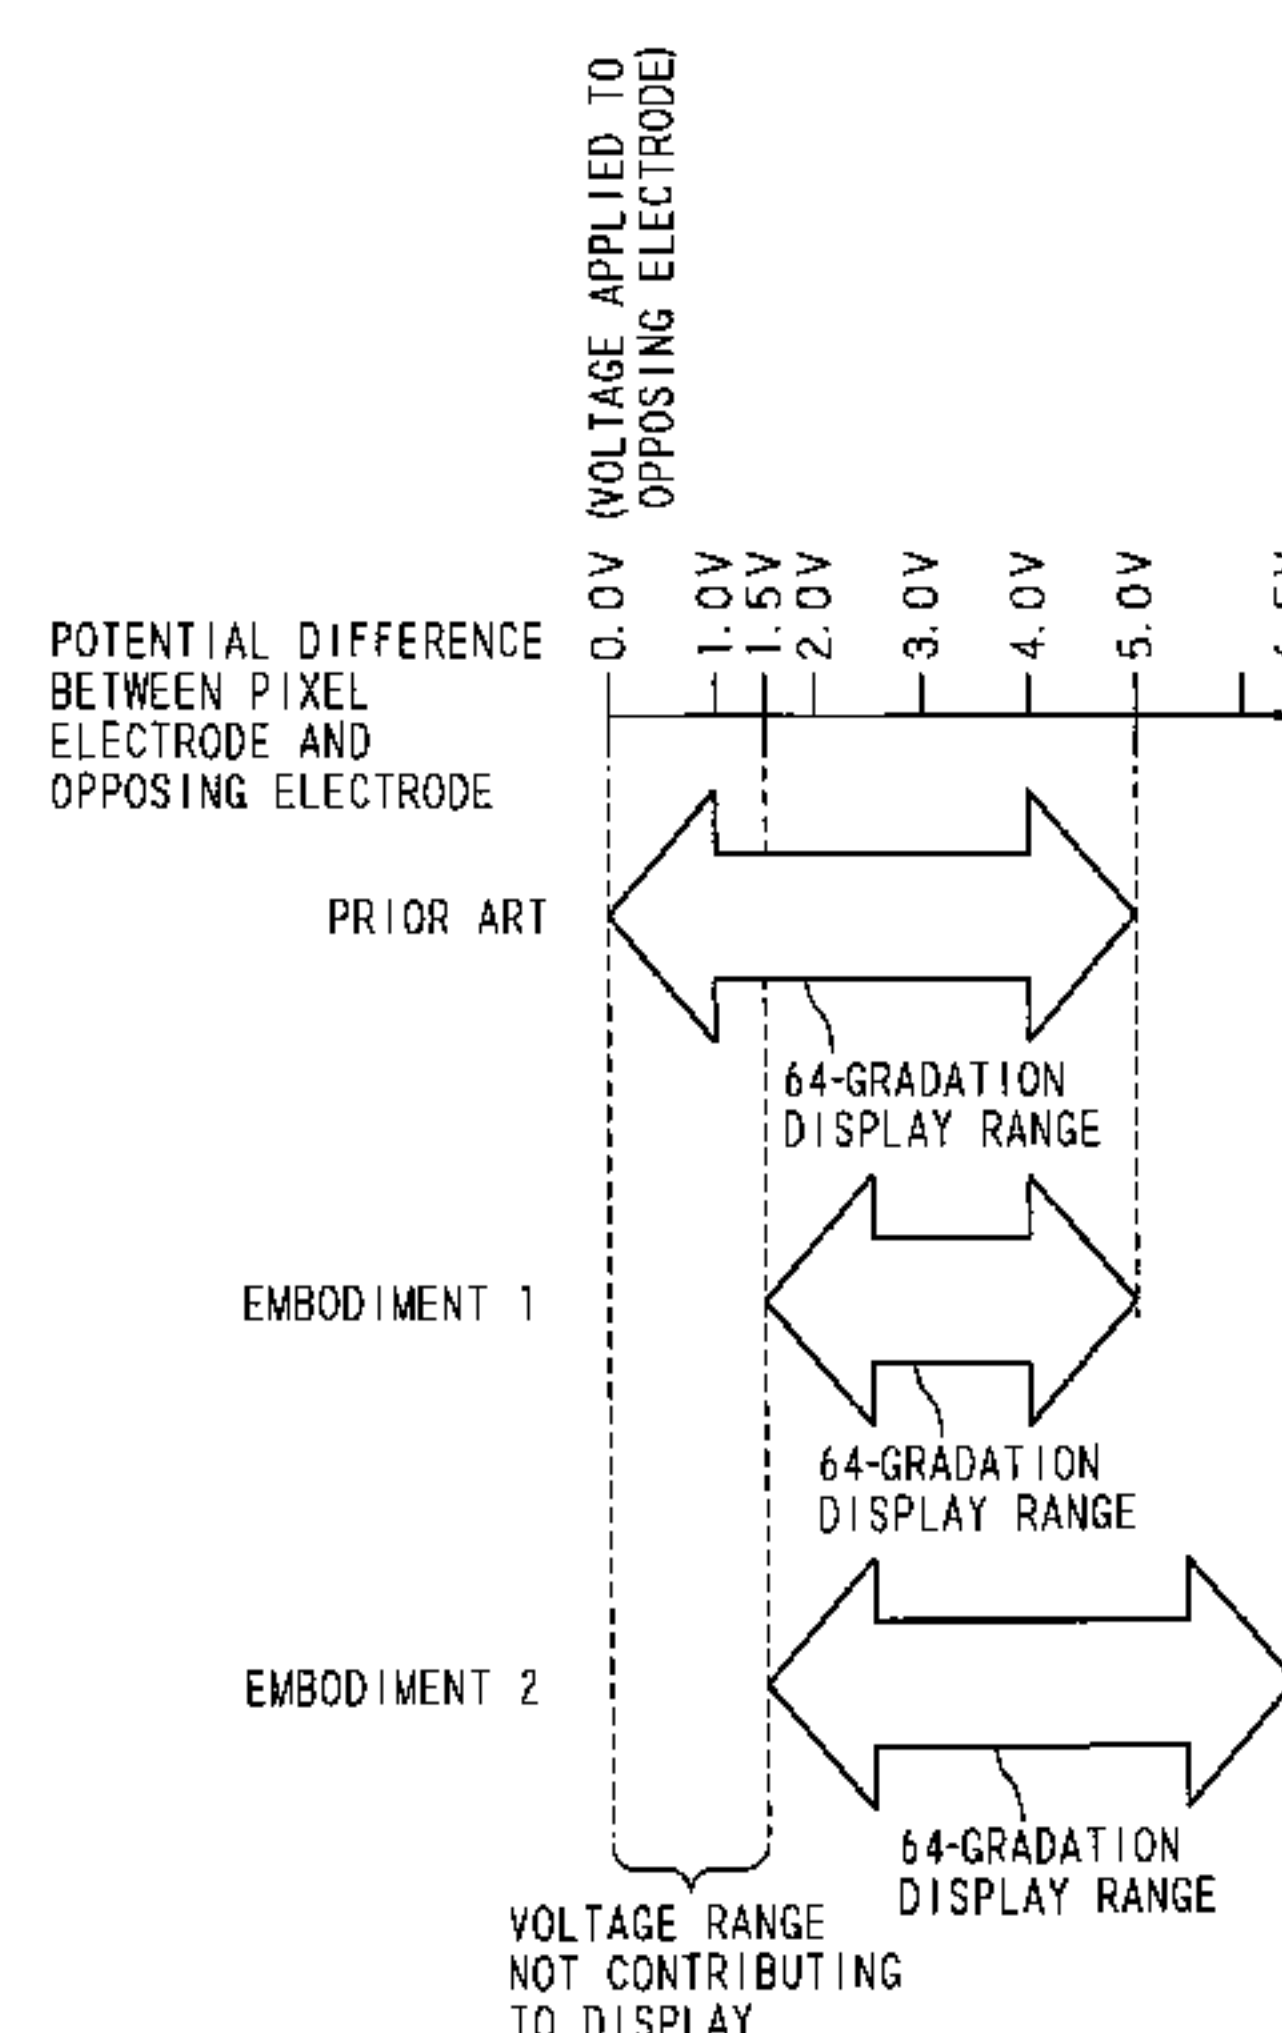 (VOLTAGE APPLIED TO
OPPOSING ELECTRODE)
0.0V
1.0V
1.5V
2.0V
3.0V
4.0V
5.0V
POTENTIAL DIFFERENCE
BETWEEN PIXEL
ELECTRODE AND
OPPOSING ELECTRODE
PRIOR ART
64-GRADATION
DISPLAY RANGE
EMBODIMENT 1
64-GRADATION
DISPLAY RANGE
EMBODIMENT 2
64-GRADATION
DISPLAY RANGE
VOLTAGE RANGE
NOT CONTRIBUTING
TO DISPLAY